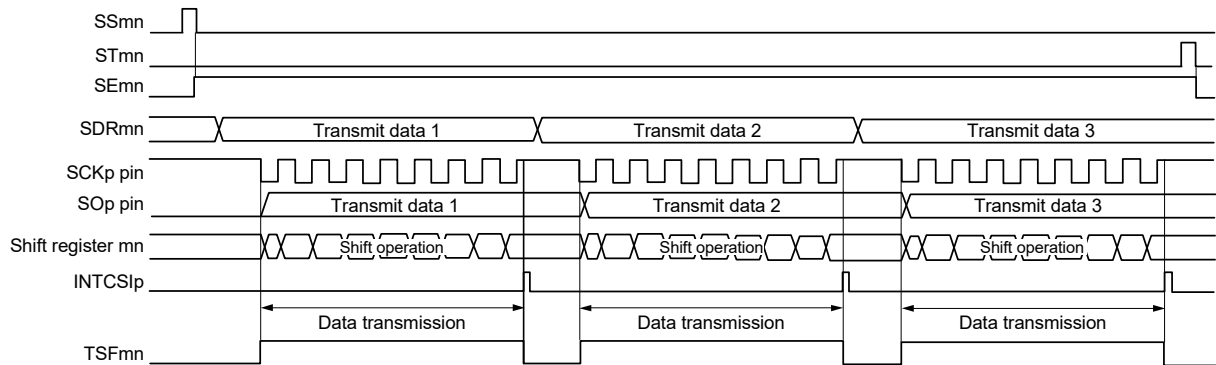 SSmn
STmn
SEmn
SDRmn Transmit data 1 Transmit data 2 Transmit data 3
SCKp pin
SOp pin Transmit data 1 Transmit data 2 Transmit data 3
Shift register mn Shift operation Shift operation Shift operation
INTCSIp
Data transmission Data transmission Data transmission
TSFmn